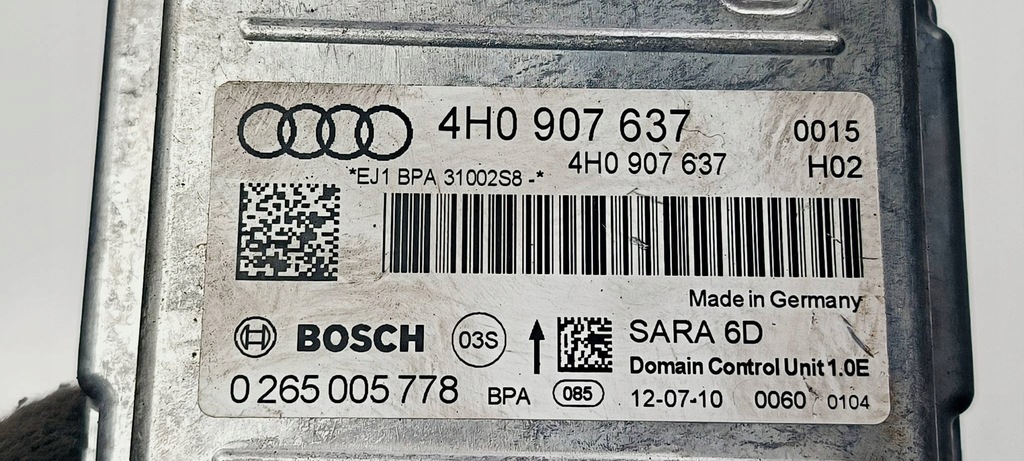 4H0 907 637 0015
4H0 907 637 H02
*EJ1 BPA 31002S8 -*
Made in Germany
BOSCH 03S SARA 6D
Domain Control Unit 1.0E
0 265 005 778 BPA 085 12-07-10 0060 0104